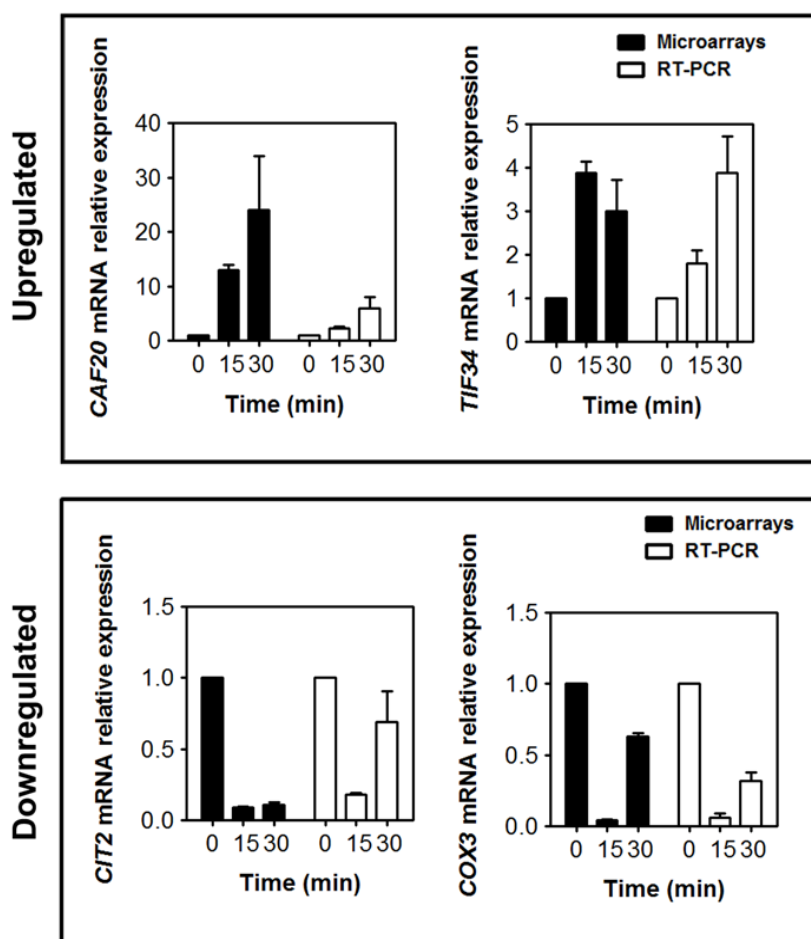 Upregulated
Microarrays
RT-PCR
CAF20 mRNA relative expression
40
30
20
10
0
0 15 30 0 15 30
Time (min)
TIF34 mRNA relative expression
5
4
3
2
1
0
0 15 30 0 15 30
Time (min)
Downregulated
Microarrays
RT-PCR
CIT2 mRNA relative expression
1.5
1.0
0.5
0.0
0 15 30 0 15 30
Time (min)
COX3 mRNA relative expression
1.5
1.0
0.5
0.0
0 15 30 0 15 30
Time (min)